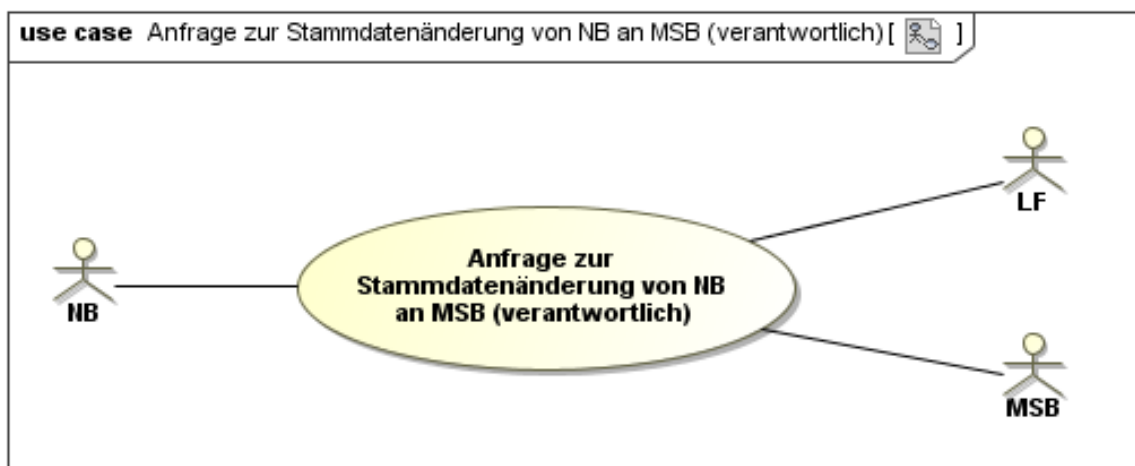 use case Anfrage zur Stammdatenänderung von NB an MSB (verantwortlich) [ ]
LF
Anfrage zur
Stammdatenänderung von NB
an MSB (verantwortlich)
NB
MSB